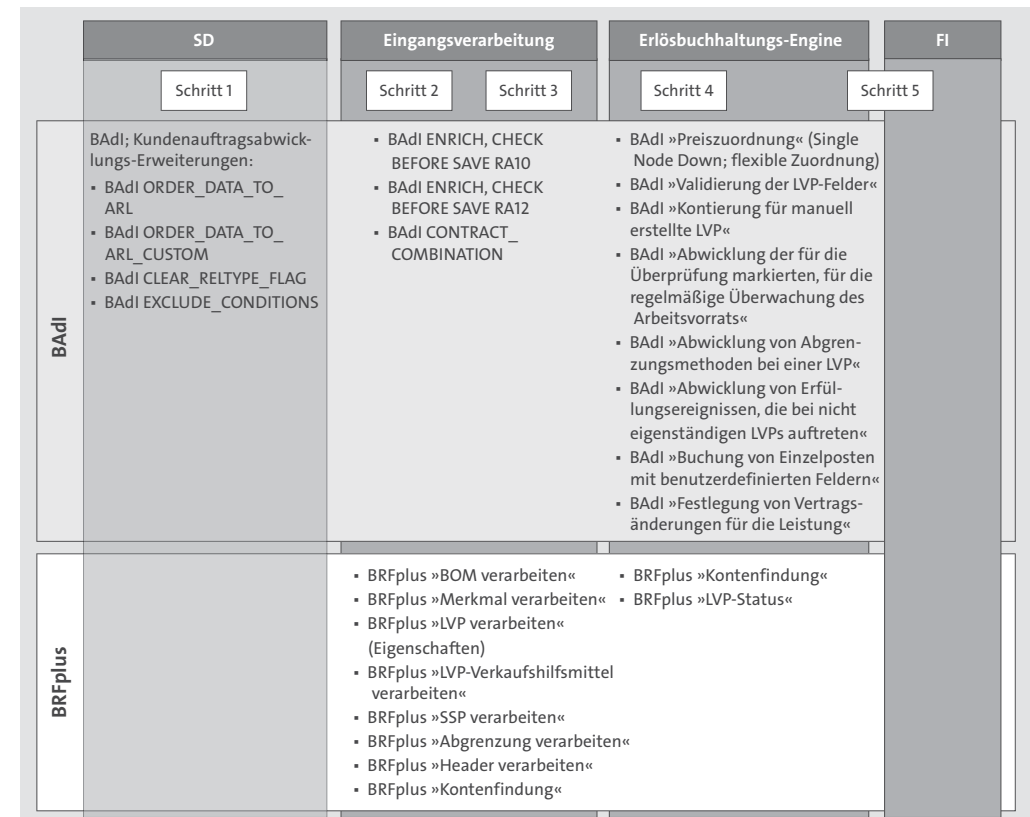 SD
Eingangsverarbeitung
Erlösbuchhaltungs-Engine
FI
Schritt 1
Schritt 2
Schritt 3
Schritt 4
Schritt 5
BAdI
BAdI; Kundenauftragsabwick-
lungs-Erweiterungen:
▪ BAdI ORDER_DATA_TO_
ARL
▪ BAdI ORDER_DATA_TO_
ARL_CUSTOM
▪ BAdI CLEAR_RELTYPE_FLAG
▪ BAdI EXCLUDE_CONDITIONS
▪ BAdI ENRICH, CHECK
BEFORE SAVE RA10
▪ BAdI ENRICH, CHECK
BEFORE SAVE RA12
▪ BAdI CONTRACT_
COMBINATION
▪ BAdI »Preiszuordnung« (Single
Node Down; flexible Zuordnung)
▪ BAdI »Validierung der LVP-Felder«
▪ BAdI »Kontierung für manuell
erstellte LVP«
▪ BAdI »Abwicklung der für die
Überprüfung markierten, für die
regelmäßige Überwachung des
Arbeitsvorrats«
▪ BAdI »Abwicklung von Abgren-
zungsmethoden bei einer LVP«
▪ BAdI »Abwicklung von Erfül-
lungsereignissen, die bei nicht
eigenständigen LVPs auftreten«
▪ BAdI »Buchung von Einzelposten
mit benutzerdefinierten Feldern«
▪ BAdI »Festlegung von Vertrags-
änderungen für die Leistung«
BRFplus
▪ BRFplus »BOM verarbeiten«
▪ BRFplus »Merkmal verarbeiten«
▪ BRFplus »LVP verarbeiten«
(Eigenschaften)
▪ BRFplus »LVP-Verkaufshilfsmittel
verarbeiten«
▪ BRFplus »SSP verarbeiten«
▪ BRFplus »Abgrenzung verarbeiten«
▪ BRFplus »Header verarbeiten«
▪ BRFplus »Kontenfindung«
▪ BRFplus »Kontenfindung«
▪ BRFplus »LVP-Status«